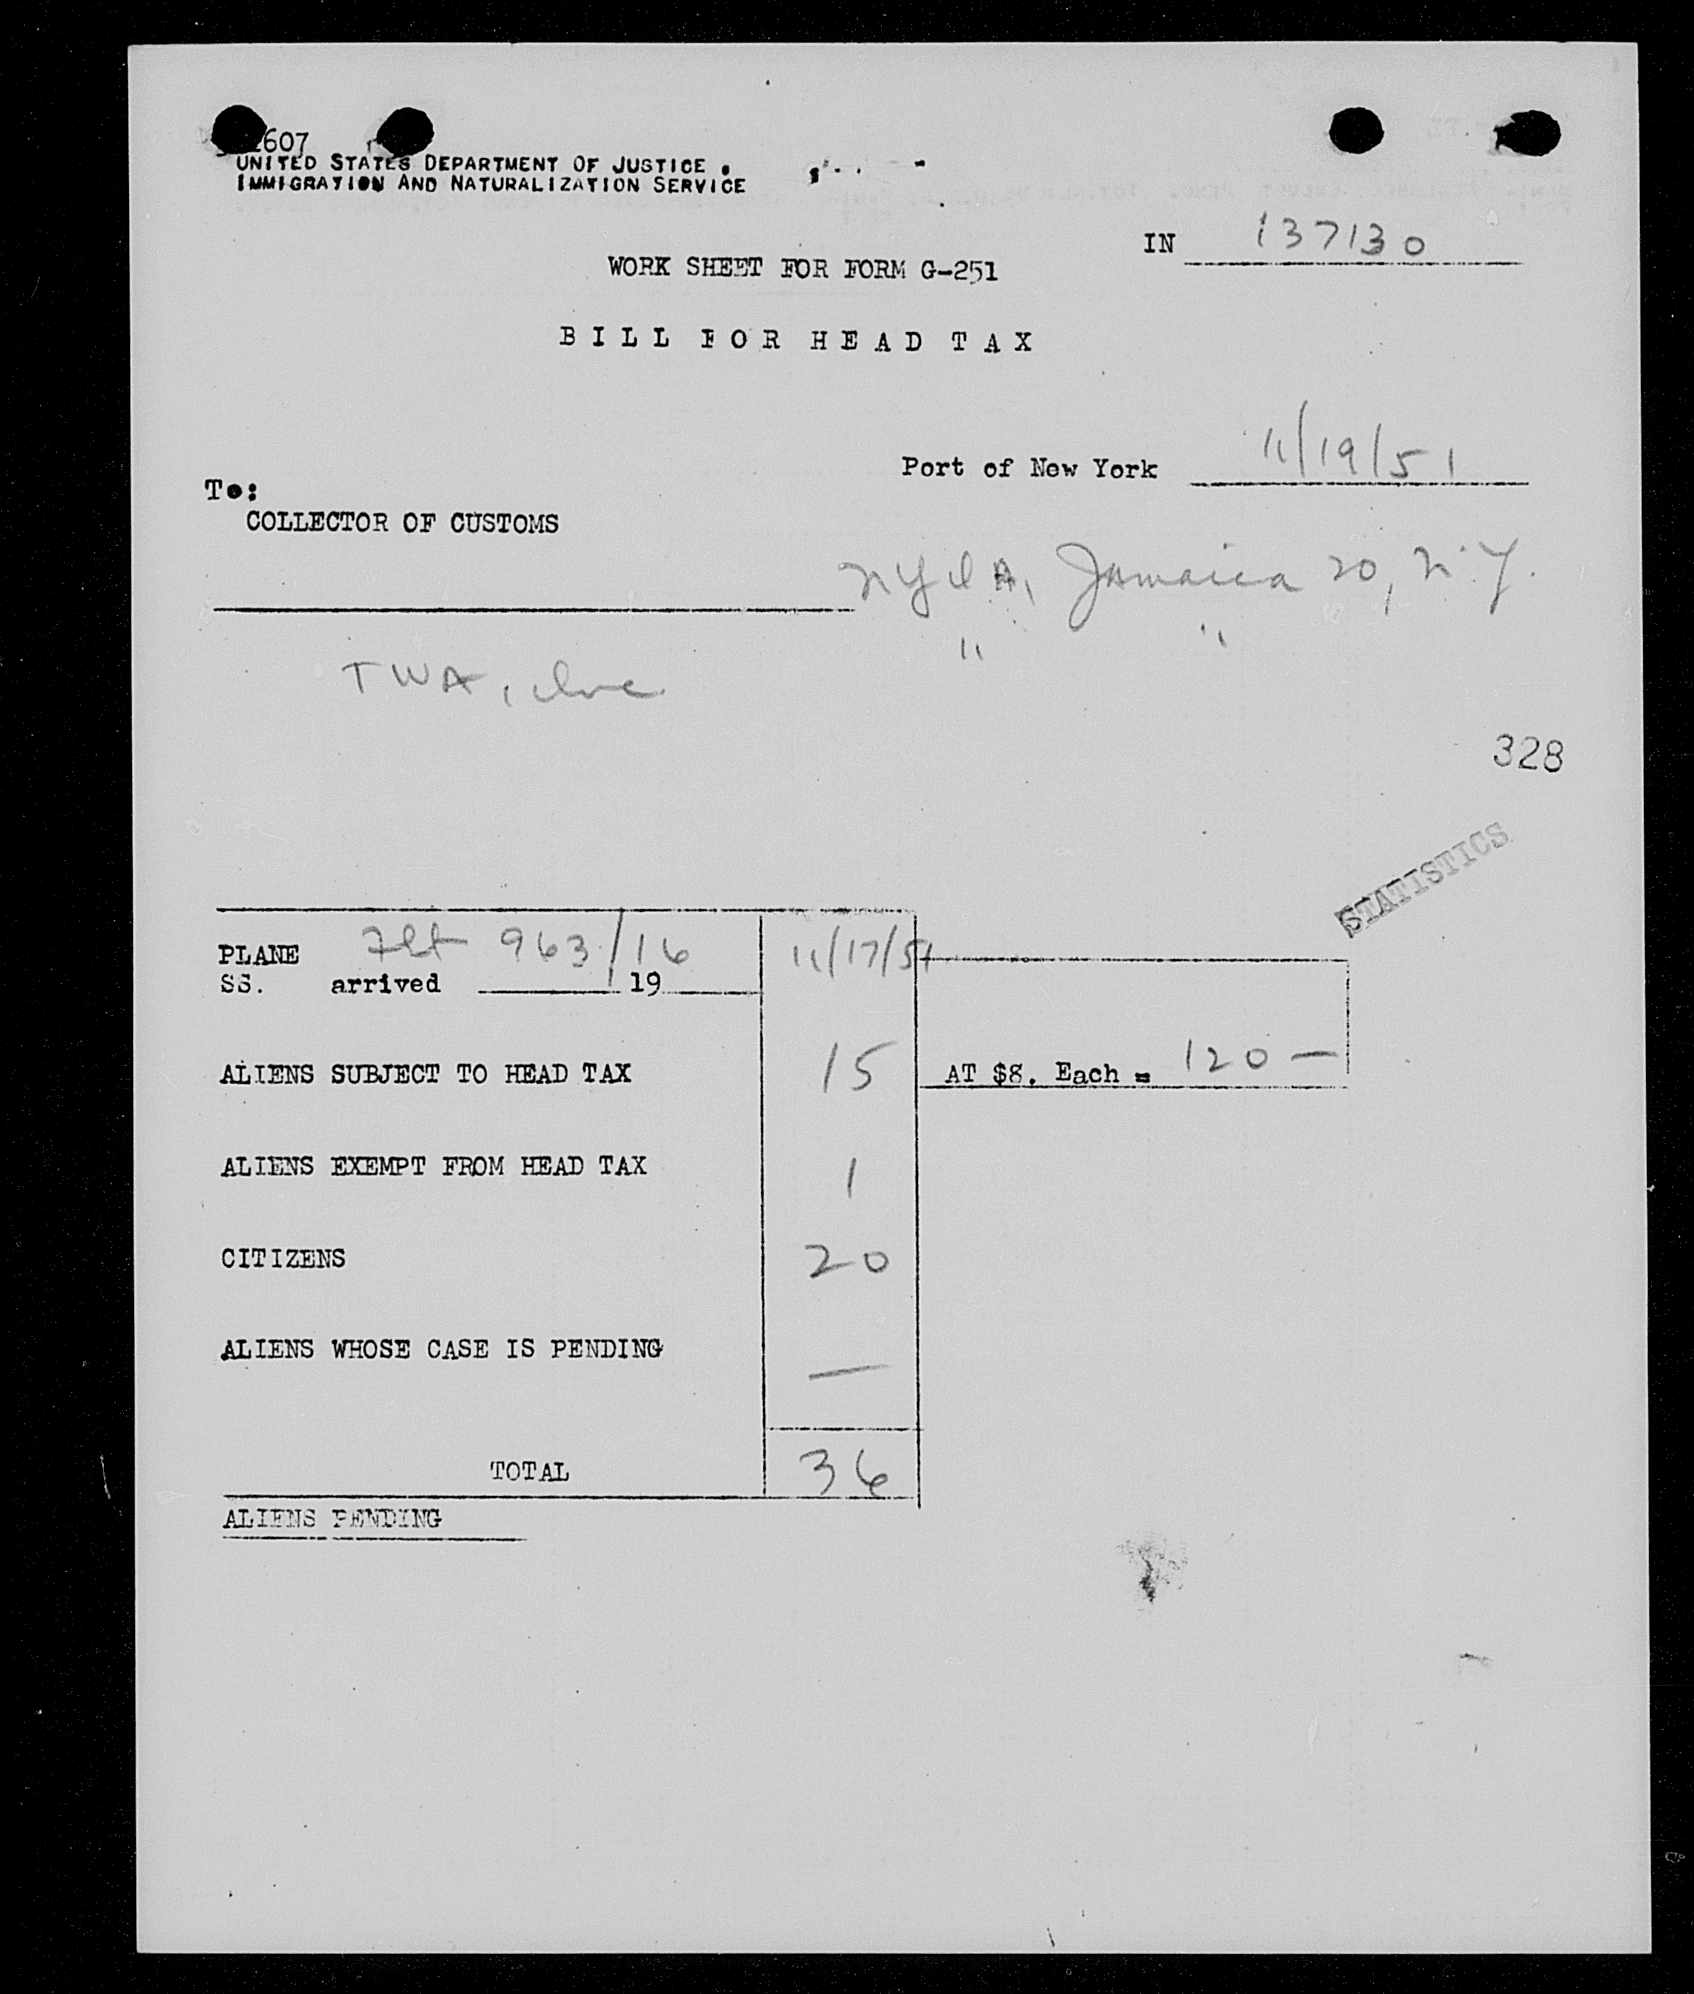 2607
UNITED STATES DEPARTMENT OF JUSTICE
IMMIGRATION AND NATURALIZATION SERVICE
IN 137130
WORK SHEET FOR FORM G-251
BILL FOR HEAD TAX
Port of New York 11/19/51
To:
COLLECTOR OF CUSTOMS
NYIA, Jamaica 20, N.Y.
" "
TWA, Inc
328
STATISTICS
PLANE Flt 963/16 11/17/51
SS. arrived 19
ALIENS SUBJECT TO HEAD TAX 15 AT $8. Each = 120 —
ALIENS EXEMPT FROM HEAD TAX 1
CITIZENS 20
ALIENS WHOSE CASE IS PENDING —
TOTAL 36
ALIENS PENDING